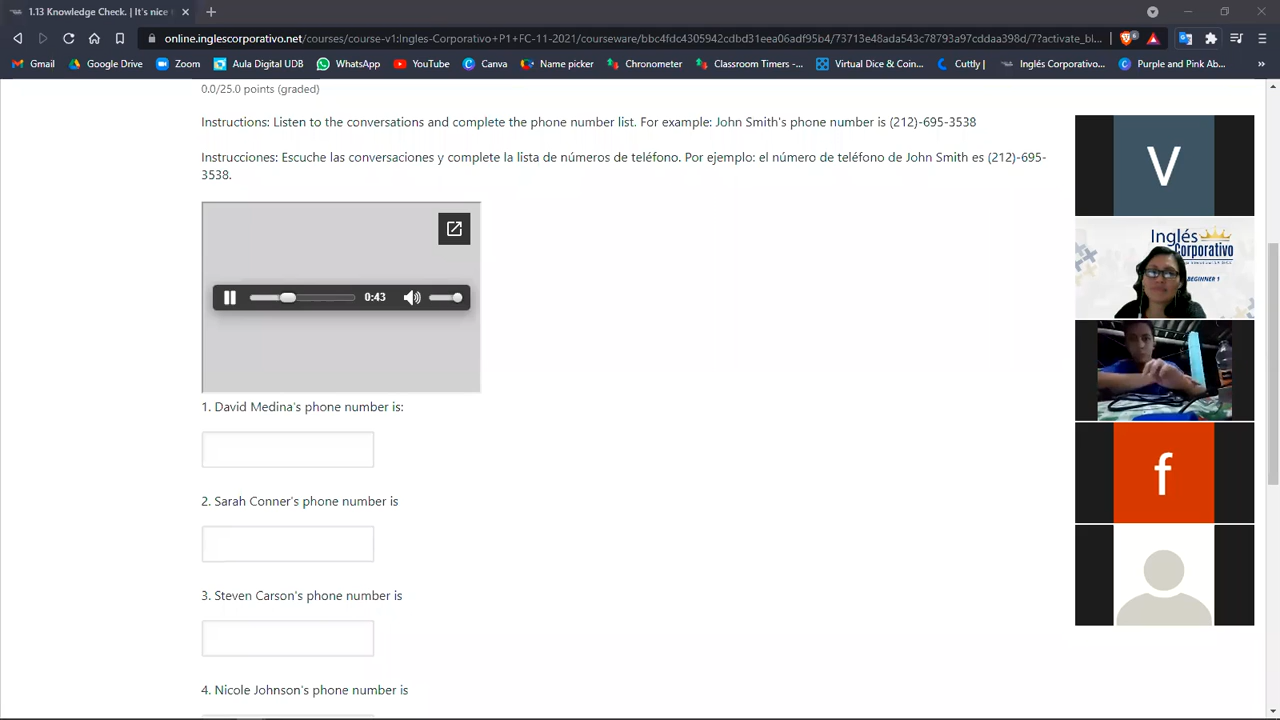 1.13 Knowledge Check. | It's nice
online.inglescorporativo.net/courses/course-v1:Ingles-Corporativo+P1+FC-11-2021/courseware/bbc4fdc4305942cdbd31eea06adf95b4/73713e48ada543c78793a97cddaa398d/7?activate_bl...
Gmail Google Drive Zoom Aula Digital UDB WhatsApp YouTube Canva Name picker Chronometer Classroom Timers -... Virtual Dice & Coin... Cuttly | Inglés Corporativo... Purple and Pink Ab... »
0.0/25.0 points (graded)
Instructions: Listen to the conversations and complete the phone number list. For example: John Smith's phone number is (212)-695-3538
Instrucciones: Escuche las conversaciones y complete la lista de números de teléfono. Por ejemplo: el número de teléfono de John Smith es (212)-695-
3538.
0:43
1. David Medina's phone number is:
2. Sarah Conner's phone number is
3. Steven Carson's phone number is
4. Nicole Johnson's phone number is
V
Inglés
Corporativo
BEGINNER 1
f